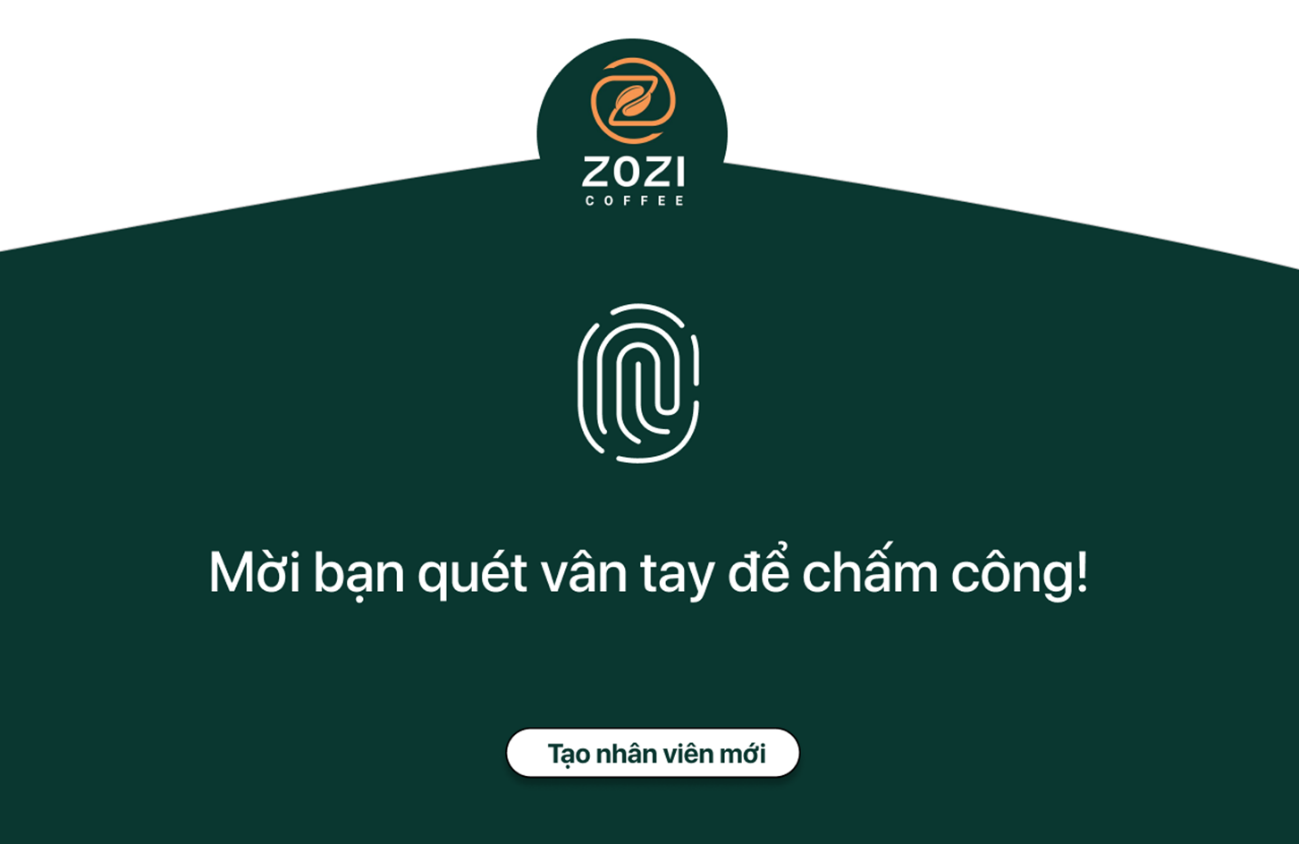 ZOZI
COFFEE
Mời bạn quét vân tay để chấm công!
Tạo nhân viên mới